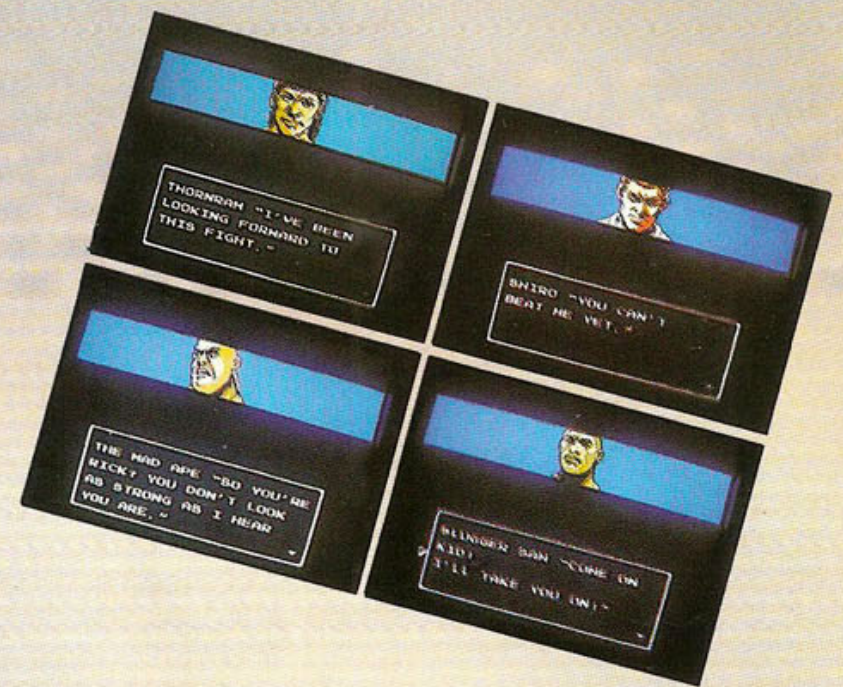 THORNRAM "I'VE BEEN
LOOKING FORWARD TO
THIS FIGHT."
SHIRO "YOU CAN'T
BEAT ME YET."
THE MAD APE "SO YOU'RE
RICK? YOU DON'T LOOK
AS STRONG AS I HEAR
YOU ARE."
SLUGGER SAN "COME ON
KID!
I'LL TAKE YOU ON!"